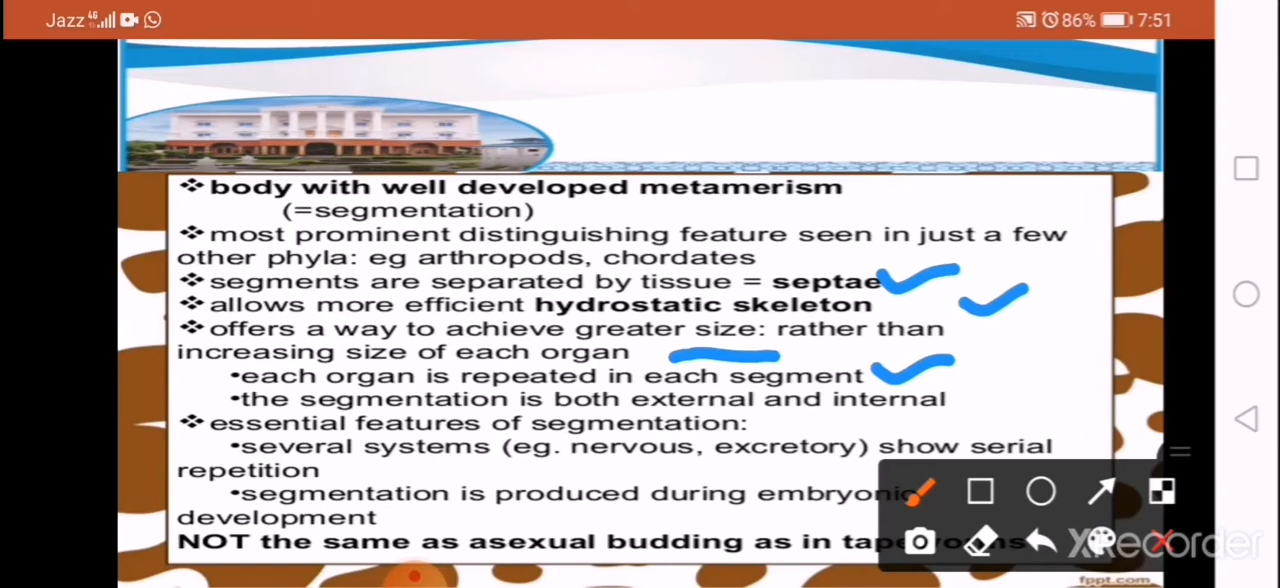 Jazz 4G 86% 7:51
❖body with well developed metamerism
(=segmentation)
❖most prominent distinguishing feature seen in just a few
other phyla: eg arthropods, chordates
❖segments are separated by tissue = septae
❖allows more efficient hydrostatic skeleton
❖offers a way to achieve greater size: rather than
increasing size of each organ
•each organ is repeated in each segment
•the segmentation is both external and internal
❖essential features of segmentation:
•several systems (eg. nervous, excretory) show serial
repetition
•segmentation is produced during embryonic
development
NOT the same as asexual budding as in tapeworms
XRecorder
fppt.com